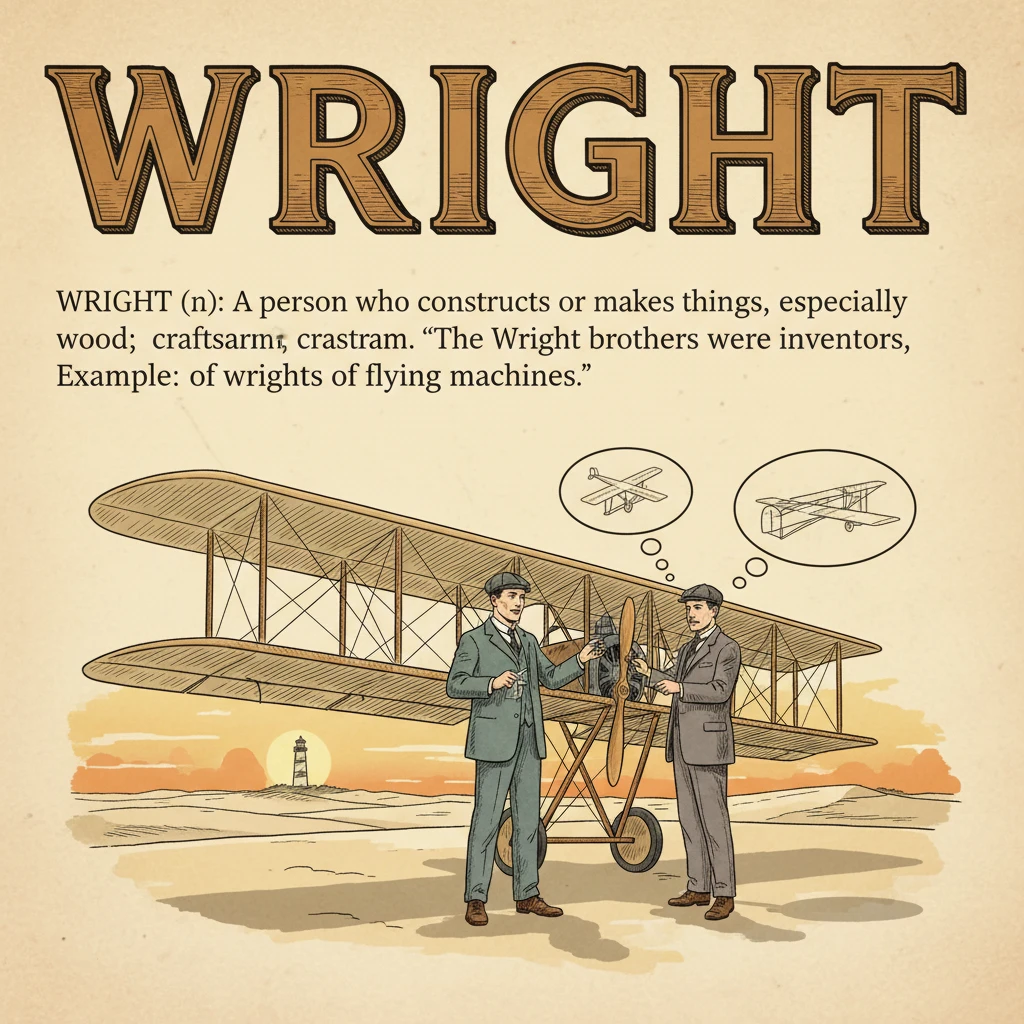 WRIGHT
WRIGHT (n): A person who constructs or makes things, especially
wood; craftsarmr, crastram. “The Wright brothers were inventors,
Example: of wrights of flying machines.”